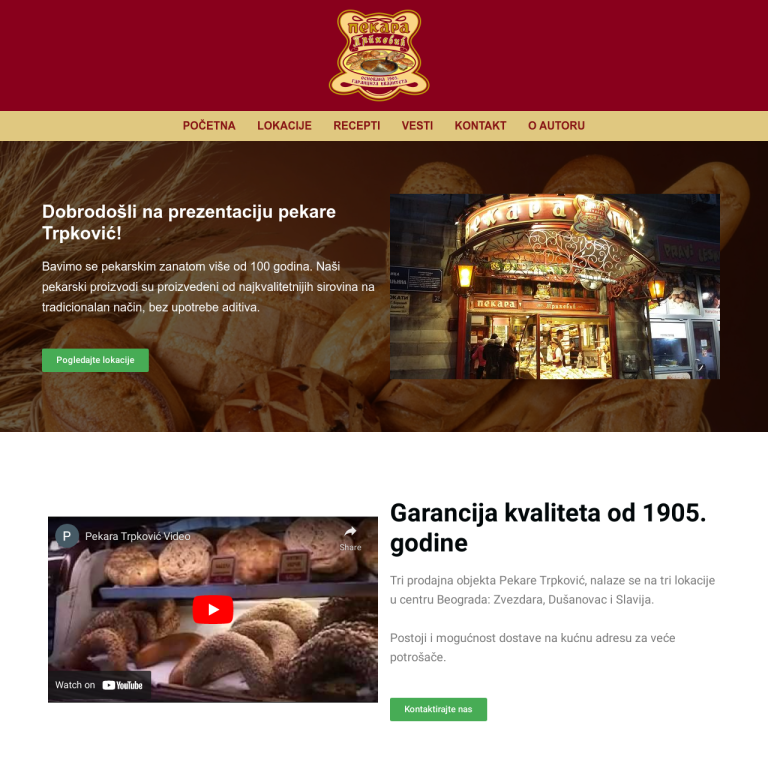 ПЕКАРА
Трпковић
ОСНОВАНА 1905.
ГАРАНЦИЈА КВАЛИТЕТА
POČETNA LOKACIJE RECEPTI VESTI KONTAKT O AUTORU
Dobrodošli na prezentaciju pekare
Trpković!
Bavimo se pekarskim zanatom više od 100 godina. Naši
pekarski proizvodi su proizvedeni od najkvalitetnijih sirovina na
tradicionalan način, bez upotrebe aditiva.
Pogledajte lokacije
пекара
пекара Трпковић
P Pekara Trpković Video
Share
Watch on YouTube
Garancija kvaliteta od 1905.
godine
Tri prodajna objekta Pekare Trpković, nalaze se na tri lokacije
u centru Beograda: Zvezdara, Dušanovac i Slavija.
Postoji i mogućnost dostave na kućnu adresu za veće
potrošače.
Kontaktirajte nas